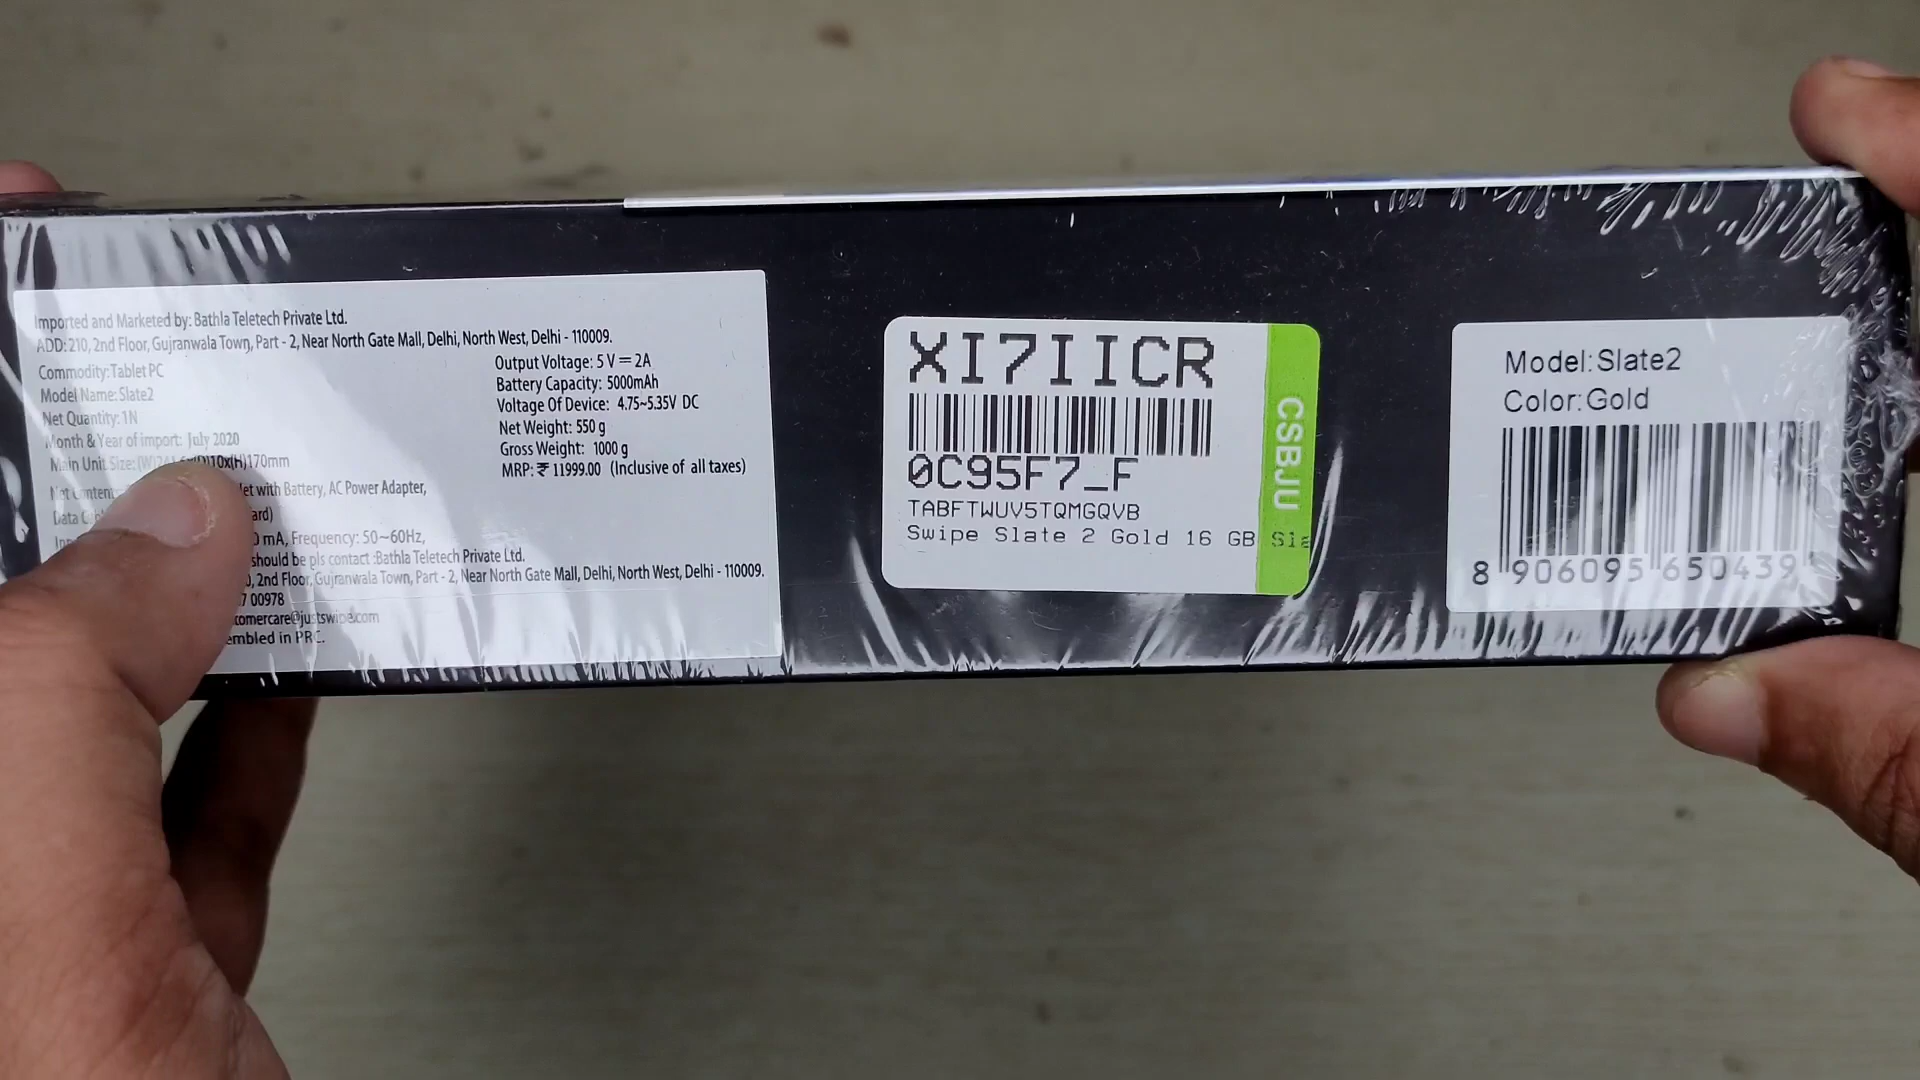 Imported and Marketed by: Bathla Teletech Private Ltd.
ADD: 210, 2nd Floor, Gujranwala Town, Part - 2, Near North Gate Mall, Delhi, North West, Delhi - 110009.
Commodity: Tablet PC
Model Name: Slate2
Net Quantity: 1N
Month & Year of import: July 2020
Main Unit Size: 10x(H)170mm
Output Voltage: 5 V = 2A
Battery Capacity: 5000mAh
Voltage Of Device: 4.75~5.35V DC
Net Weight: 550 g
Gross Weight: 1000 g
MRP: ₹ 11999.00 (Inclusive of all taxes)
with Battery, AC Power Adapter,
Data
mA, Frequency: 50~60Hz,
should be pls contact :Bathla Teletech Private Ltd.
2nd Floor, Gujranwala Town, Part - 2, Near North Gate Mall, Delhi, North West, Delhi - 110009.
00978
@justswipe.com
in PRC.
XI7IICR
0C95F7_F
TABFTWUV5TQMGQVB
Swipe Slate 2 Gold 16 GB Sla
CSBJU
Model:Slate2
Color:Gold
8 906095 650439